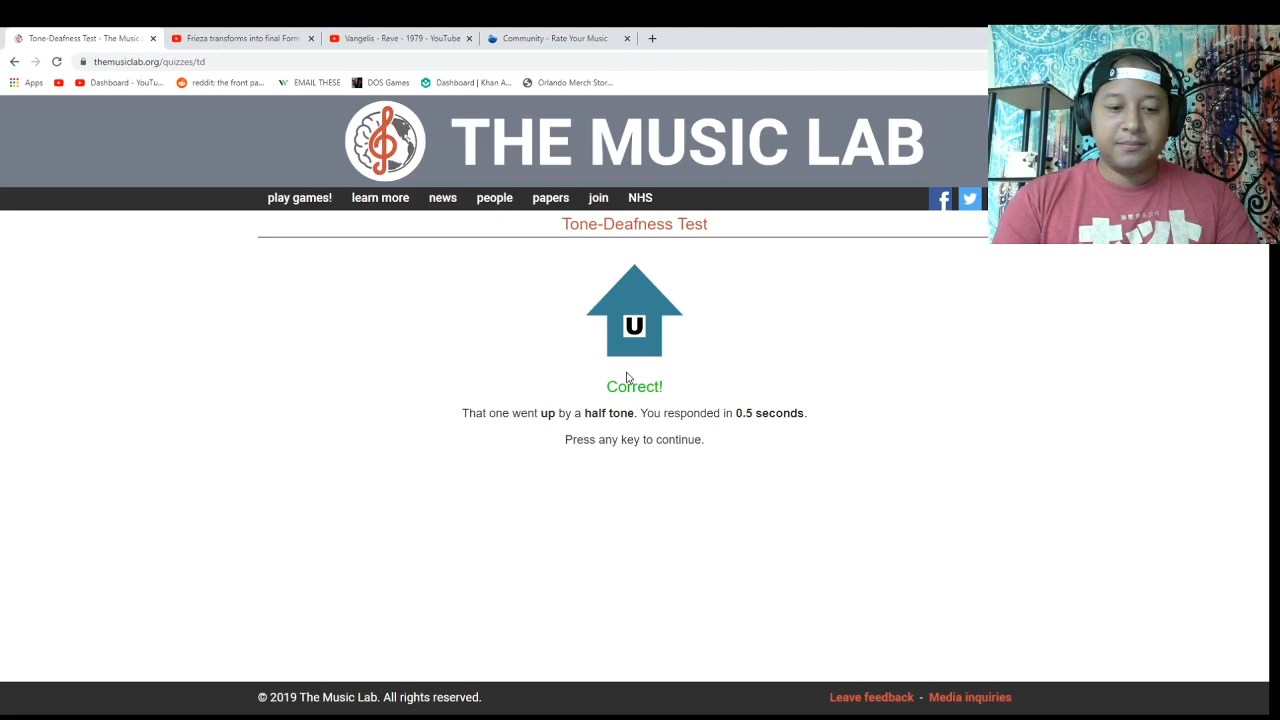 Tone-Deafness Test - The Music
Frieza transforms into final Form
Vangelis - Reve - 1979 - YouTube
Community - Rate Your Music
themusiclab.org/quizzes/td
Apps
Dashboard - YouTu...
reddit: the front pa...
EMAIL THESE
DOS Games
Dashboard | Khan A...
Orlando Merch Stor...
THE MUSIC LAB
play games! learn more news people papers join NHS
Tone-Deafness Test
U
Correct!
That one went up by a half tone. You responded in 0.5 seconds.
Press any key to continue.
© 2019 The Music Lab. All rights reserved.
Leave feedback - Media inquiries